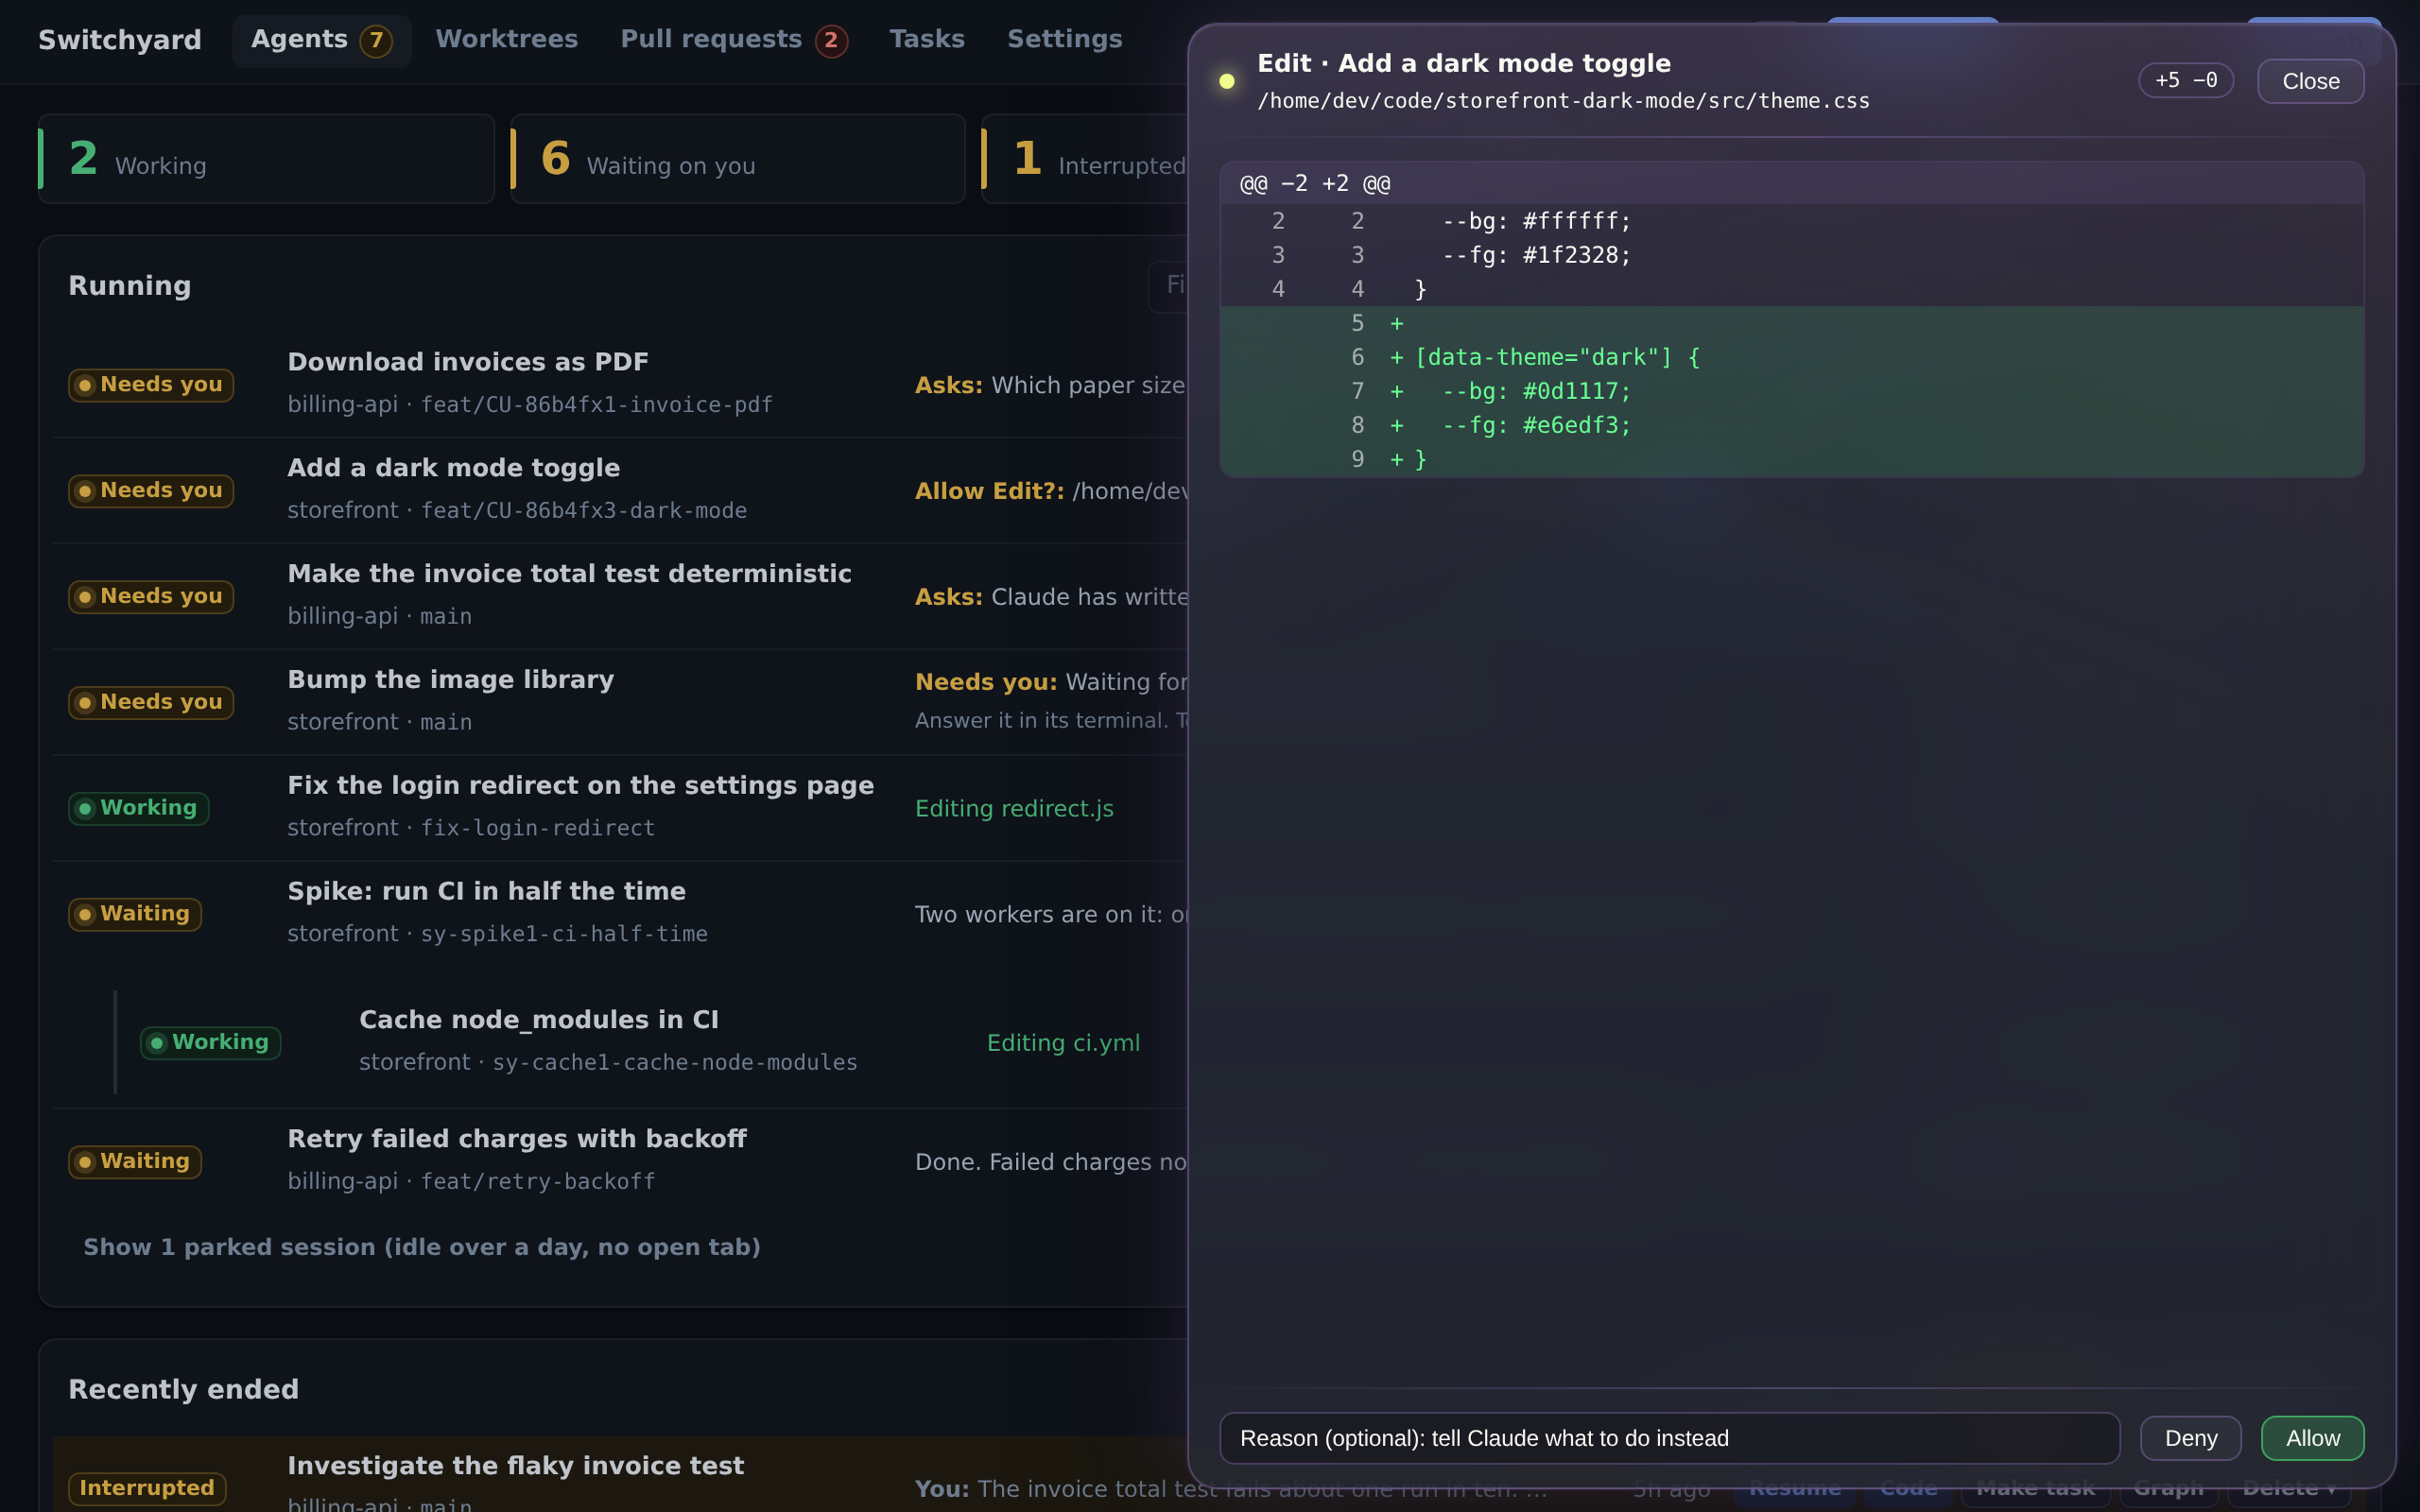 Switchyard Agents 7 Worktrees Pull requests 2 Tasks Settings
2 Working
6 Waiting on you
1 Interrupted
Running
Needs you
Download invoices as PDF
billing-api · feat/CU-86b4fx1-invoice-pdf
Asks: Which paper size
Needs you
Add a dark mode toggle
storefront · feat/CU-86b4fx3-dark-mode
Allow Edit?: /home/dev
Needs you
Make the invoice total test deterministic
billing-api · main
Asks: Claude has writte
Needs you
Bump the image library
storefront · main
Needs you: Waiting for
Answer it in its terminal.
Working
Fix the login redirect on the settings page
storefront · fix-login-redirect
Editing redirect.js
Waiting
Spike: run CI in half the time
storefront · sy-spike1-ci-half-time
Two workers are on it:
Working
Cache node_modules in CI
storefront · sy-cache1-cache-node-modules
Editing ci.yml
Waiting
Retry failed charges with backoff
billing-api · feat/retry-backoff
Done. Failed charges no
Show 1 parked session (idle over a day, no open tab)
Recently ended
Interrupted
Investigate the flaky invoice test
billing-api · main
You: The invoice total test fails about one run in ten. …
5h ago Resume Code Make task Graph Delete ▾
Edit · Add a dark mode toggle
/home/dev/code/storefront-dark-mode/src/theme.css
+5 −0
Close
@@ −2 +2 @@
2 2 --bg: #ffffff;
3 3 --fg: #1f2328;
4 4 }
5 +
6 + [data-theme="dark"] {
7 + --bg: #0d1117;
8 + --fg: #e6edf3;
9 + }
Reason (optional): tell Claude what to do instead
Deny
Allow